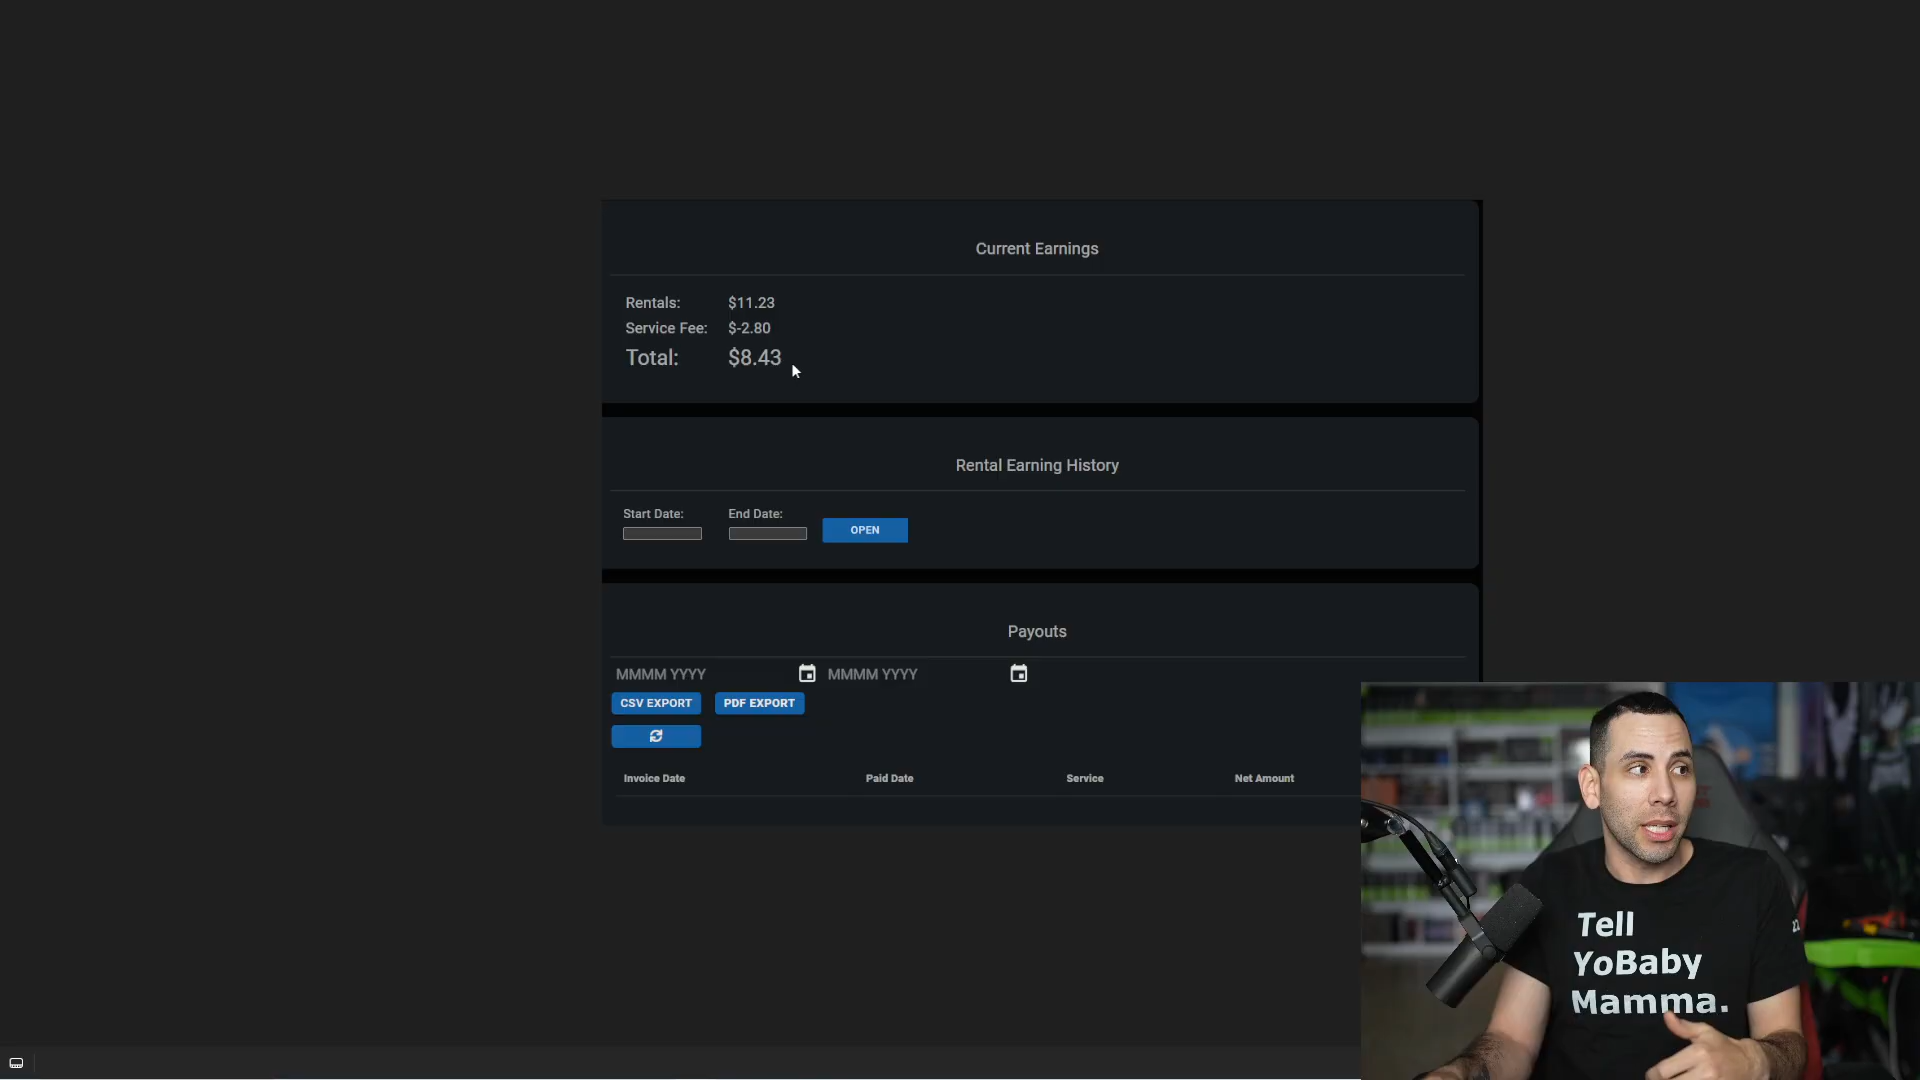 Current Earnings
Rentals: $11.23
Service Fee: $-2.80
Total: $8.43
Rental Earning History
Start Date: End Date:
OPEN
Payouts
MMMM YYYY MMMM YYYY
CSV EXPORT PDF EXPORT
Invoice Date Paid Date Service Net Amount
Tell
YoBaby
Mamma.